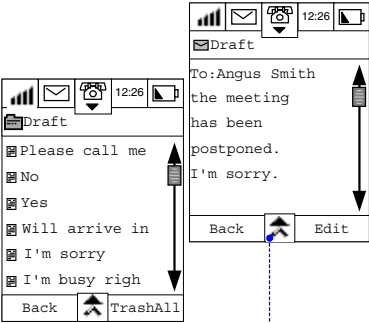 12:26
Draft
Please call me
No
Yes
Will arrive in
I'm sorry
I'm busy righ
Back TrashAll
12:26
Draft
To:Angus Smith
the meeting
has been
postponed.
I'm sorry.
Back Edit